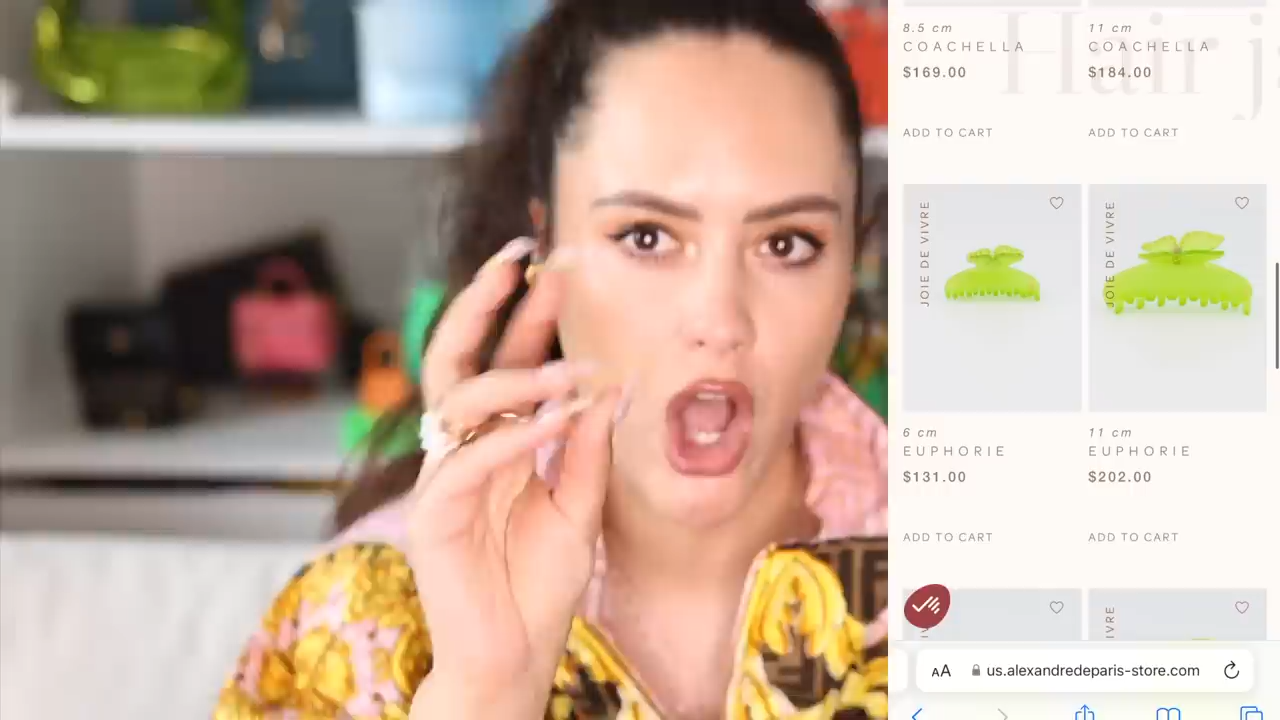 Hair j
8.5 cm
COACHELLA
$169.00
ADD TO CART
11 cm
COACHELLA
$184.00
ADD TO CART
JOIE DE VIVRE
6 cm
EUPHORIE
$131.00
ADD TO CART
JOIE DE VIVRE
11 cm
EUPHORIE
$202.00
ADD TO CART
VIVRE
AA
us.alexandredeparis-store.com